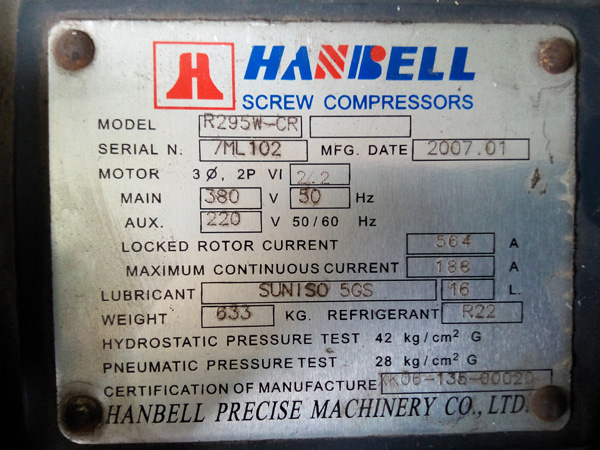 HANBELL
SCREW COMPRESSORS
MODEL R295W-CR
SERIAL N. 7ML102 MFG. DATE 2007.01
MOTOR 3Ø, 2P VI 2.2
MAIN 380 V 50 Hz
AUX. 220 V 50/60 Hz
LOCKED ROTOR CURRENT 564 A
MAXIMUM CONTINUOUS CURRENT 188 A
LUBRICANT SUNISO 5GS 16 L.
WEIGHT 633 KG. REFRIGERANT R22
HYDROSTATIC PRESSURE TEST 42 kg/cm² G
PNEUMATIC PRESSURE TEST 28 kg/cm² G
CERTIFICATION OF MANUFACTURE
HANBELL PRECISE MACHINERY CO., LTD.